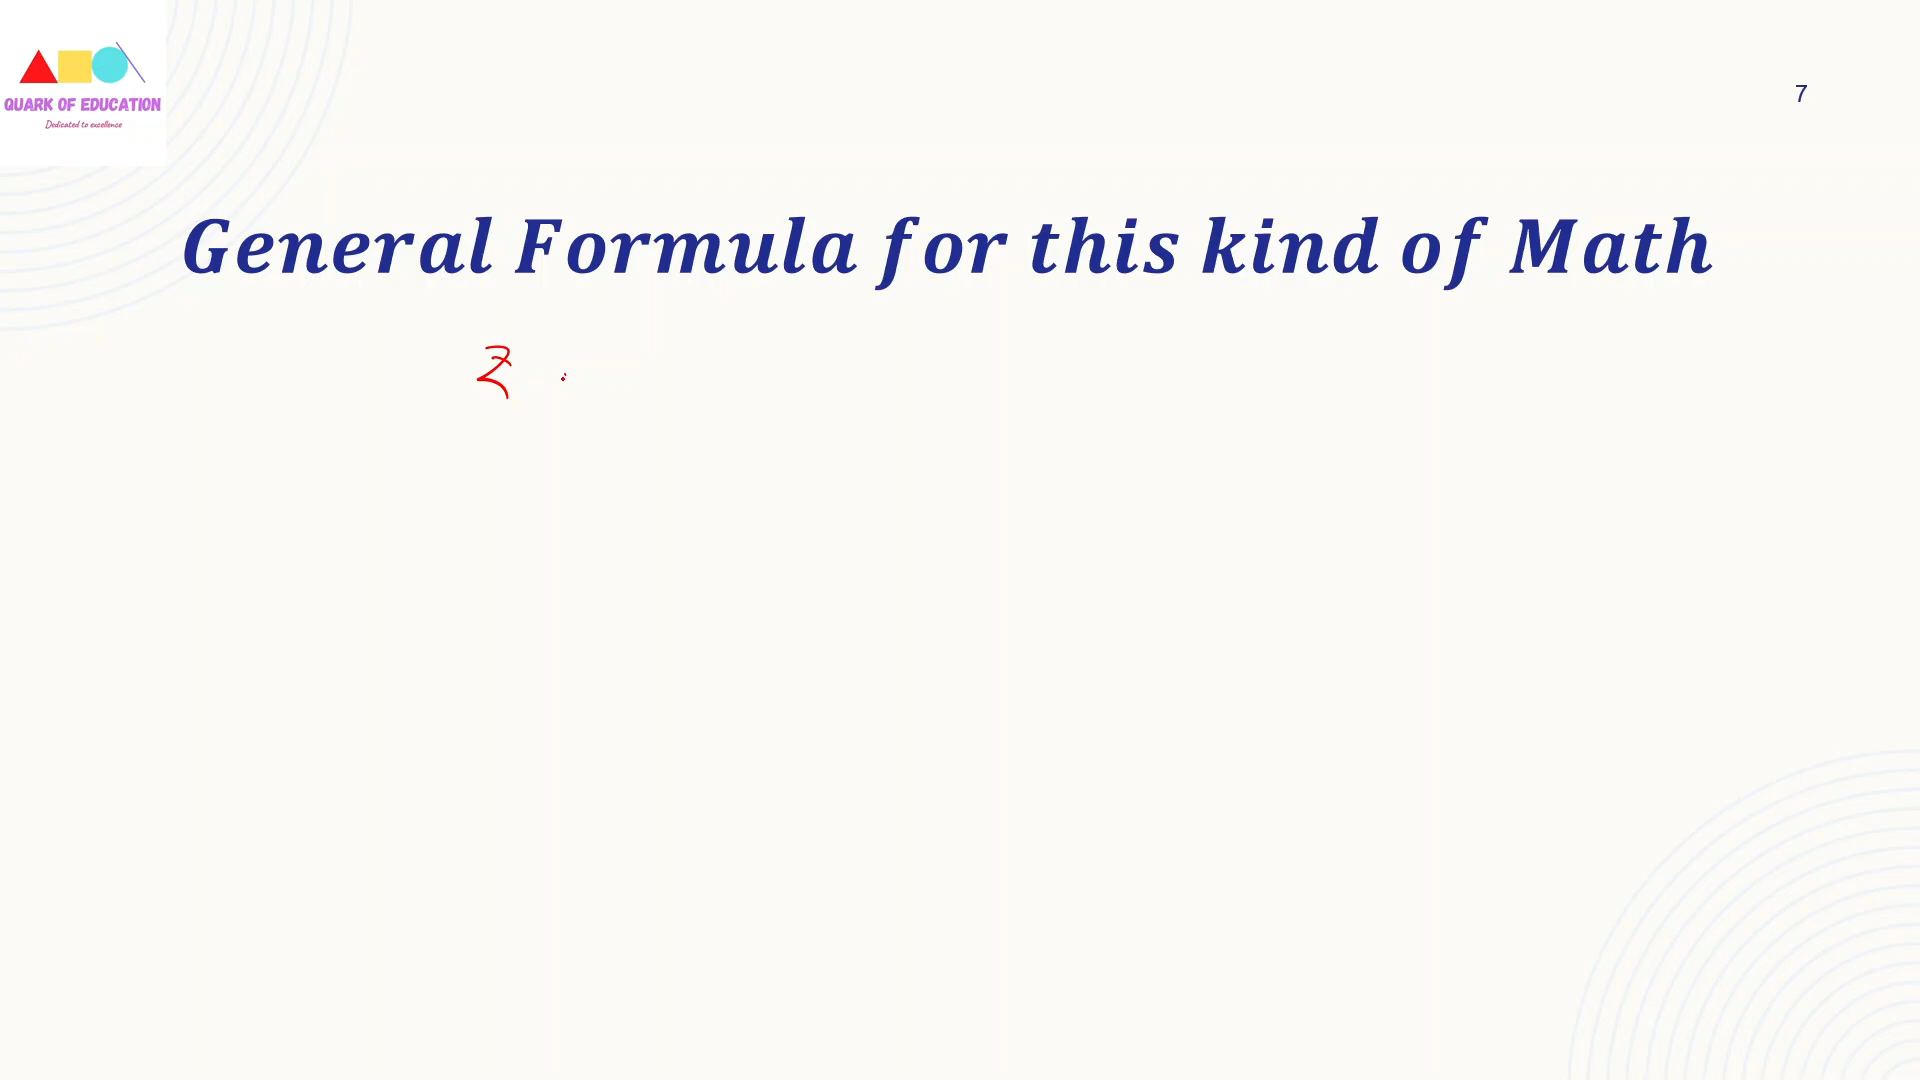 QUARK OF EDUCATION
Dedicated to excellence
7
General Formula for this kind of Math